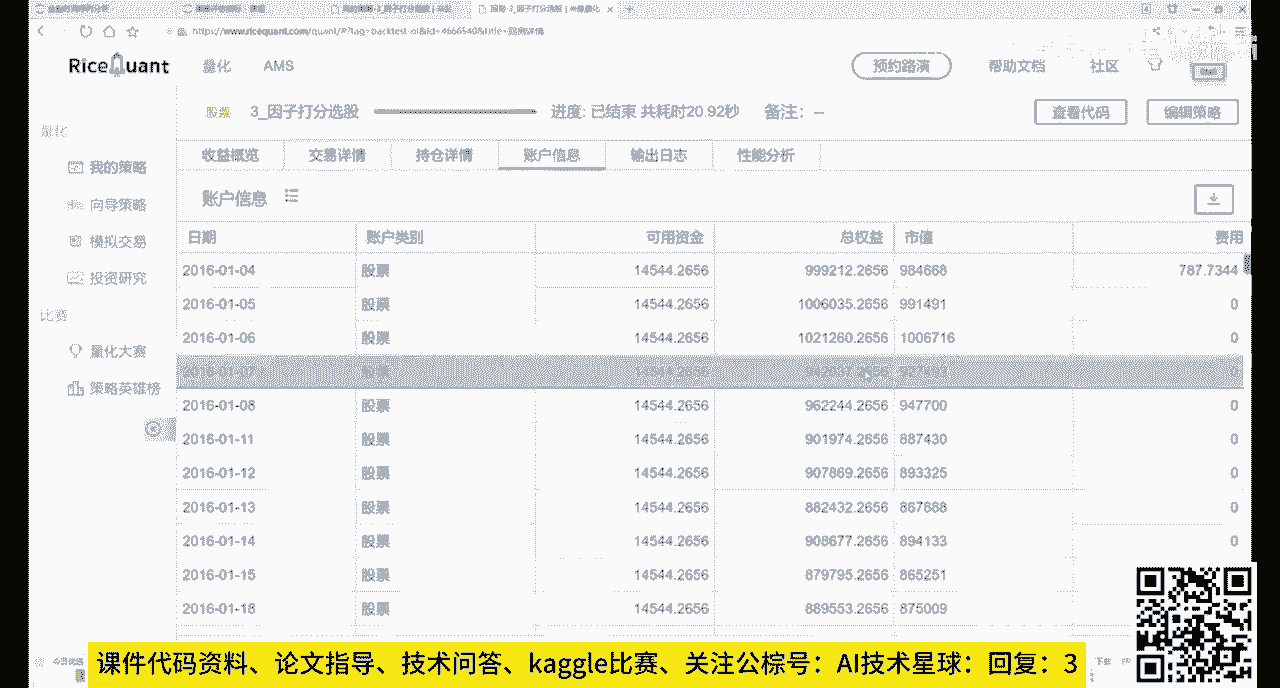 https://www.ricequant.com/quant/#?tag=backtest-al&id=4666540&title=
RiceQuant
量化
AMS
预约路演
帮助文档
社区
股票
3_因子打分选股
进度: 已结束 共耗时20.92秒
备注: --
查看代码
编辑策略
量化
我的策略
向导策略
模拟交易
投资研究
比赛
量化大赛
策略英雄榜
收益概览
交易详情
持仓详情
账户信息
输出日志
性能分析
账户信息
日期 账户类别 可用资金 总权益 市值 费用
2016-01-04 股票 14544.2656 999212.2656 984668 787.7344
2016-01-05 股票 14544.2656 1006035.2656 991491 0
2016-01-06 股票 14544.2656 1021260.2656 1006716 0
2016-01-07 股票 14544.2656 0
2016-01-08 股票 14544.2656 962244.2656 947700 0
2016-01-11 股票 14544.2656 901974.2656 887430 0
2016-01-12 股票 14544.2656 907869.2656 893325 0
2016-01-13 股票 14544.2656 882432.2656 867888 0
2016-01-14 股票 14544.2656 908677.2656 894133 0
2016-01-15 股票 14544.2656 879795.2656 865251 0
2016-01-18 股票 14544.2656 889553.2656 875009 0
课件代码资料、论文指导、技术问答、kaggle比赛、关注公棕号：AI技术星球：回复：3
下载